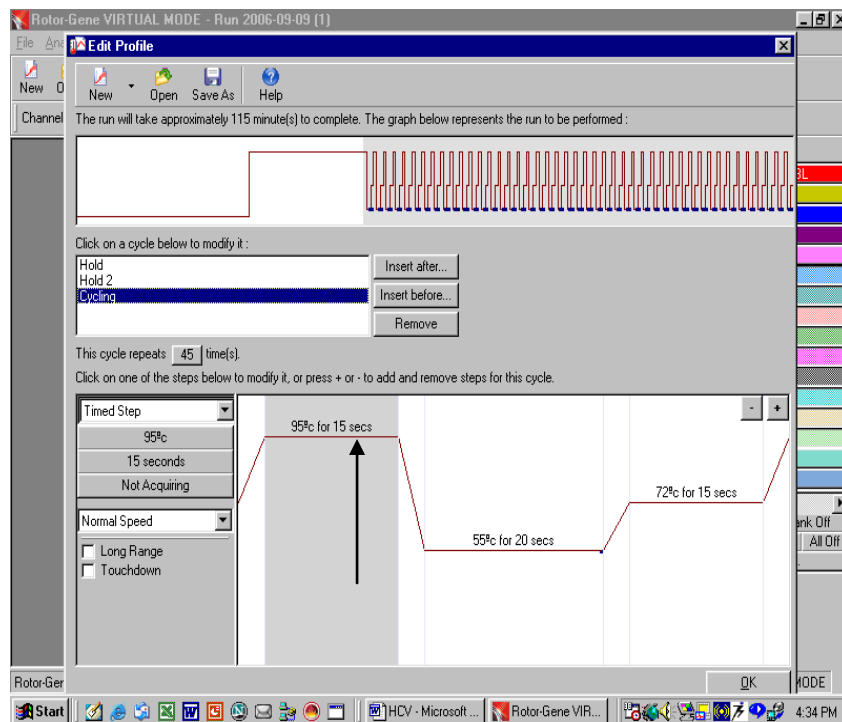 Rotor-Gene VIRTUAL MODE - Run 2006-09-09 (1)
File Ana
Edit Profile
New O
New Open Save As Help
Channel
The run will take approximately 115 minute(s) to complete. The graph below represents the run to be performed :
Click on a cycle below to modify it :
Hold
Hold 2
Cycling
Insert after...
Insert before...
Remove
This cycle repeats 45 time(s).
Click on one of the steps below to modify it, or press + or - to add and remove steps for this cycle.
Timed Step
95ºc
15 seconds
Not Acquiring
Normal Speed
Long Range
Touchdown
95ºc for 15 secs
55ºc for 20 secs
72ºc for 15 secs
- +
ank Off
All Off
OK
Rotor-Gen
MODE
Start
HCV - Microsoft ...
Rotor-Gene VIR...
4:34 PM